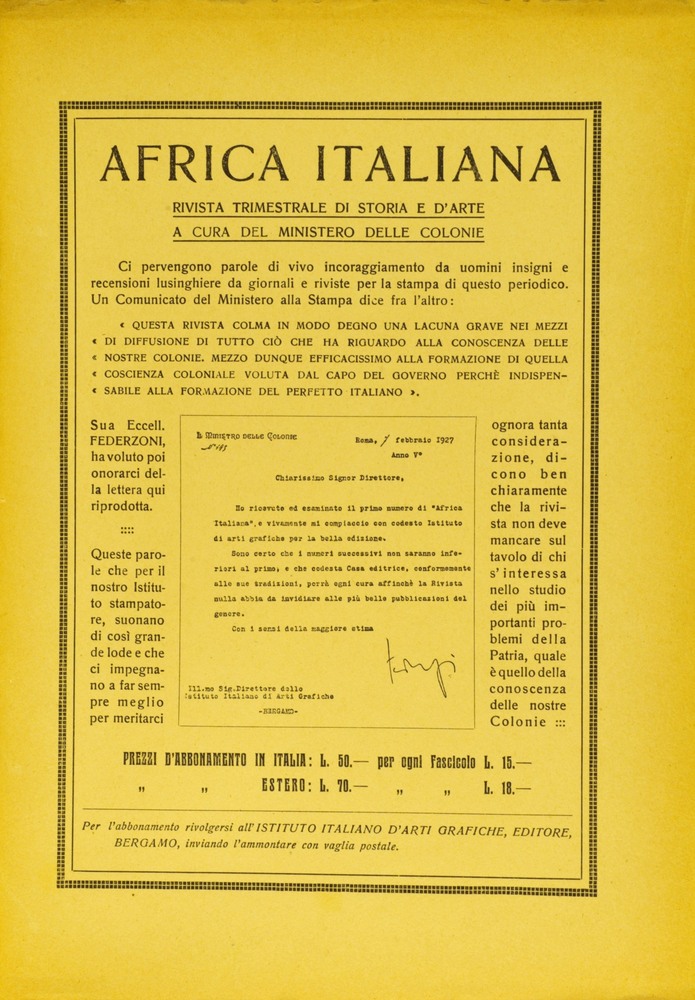 AFRICA ITALIANA
RIVISTA TRIMESTRALE DI STORIA E D'ARTE
A CURA DEL MINISTERO DELLE COLONIE
Ci pervengono parole di vivo incoraggiamento da uomini insigni e
recensioni lusinghiere da giornali e riviste per la stampa di questo periodico.
Un Comunicato del Ministero alla Stampa dice fra l'altro:
« QUESTA RIVISTA COLMA IN MODO DEGNO UNA LACUNA GRAVE NEI MEZZI
« DI DIFFUSIONE DI TUTTO CIÒ CHE HA RIGUARDO ALLA CONOSCENZA DELLE
« NOSTRE COLONIE. MEZZO DUNQUE EFFICACISSIMO ALLA FORMAZIONE DI QUELLA
« COSCIENZA COLONIALE VOLUTA DAL CAPO DEL GOVERNO PERCHÈ INDISPEN-
« SABILE ALLA FORMAZIONE DEL PERFETTO ITALIANO ».
Sua Eccell.
FEDERZONI,
ha voluto poi
onorarci del-
la lettera qui
riprodotta.
::::
Queste paro-
le che per il
nostro Istitu-
to stampato-
re, suonano
di così gran-
de lode e che
ci impegna-
no a far sem-
pre meglio
per meritarci
IL MINISTRO DELLE COLONIE
Roma, 7 febbraio 1927
Anno V°
Chiarissimo Signor Direttore,
Ho ricevuto ed esaminato il primo numero di "Africa
Italiana", e vivamente mi compiaccio con codesto Istituto
di arti grafiche per la bella edizione.
Sono certo che i numeri successivi non saranno infe-
riori al primo, e che codesta Casa editrice, conformemente
alle sue tradizioni, porrà ogni cura affinchè la Rivista
nulla abbia da invidiare alle più belle pubblicazioni del
genere.
Con i sensi della maggiore stima
Ill.mo Sig.Direttore dello
Istituto Italiano di Arti Grafiche
-BERGAMO-
ognora tanta
considera-
zione, di-
cono ben
chiaramente
che la rivi-
sta non deve
mancare sul
tavolo di chi
s'interessa
nello studio
dei più im-
portanti pro-
blemi della
Patria, quale
è quello della
conoscenza
delle nostre
Colonie :::
PREZZI D'ABBONAMENTO IN ITALIA: L. 50.— per ogni Fascicolo L. 15.—
„ „ ESTERO: L. 70.— „ „ L. 18.—
Per l'abbonamento rivolgersi all'ISTITUTO ITALIANO D'ARTI GRAFICHE, EDITORE,
BERGAMO, inviando l'ammontare con vaglia postale.